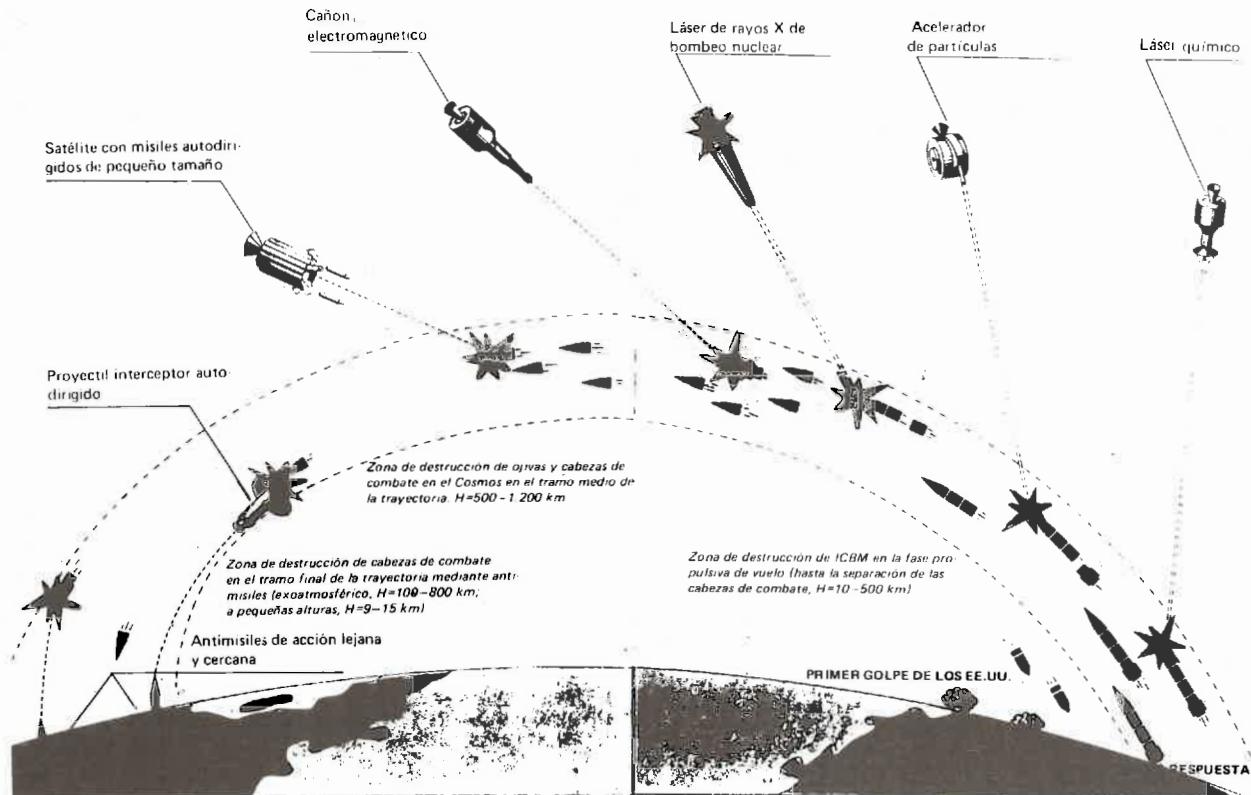 Cañon
electromagnético
Láser de rayos X de
bombeo nuclear
Acelerador
de partículas
Láser químico
Satélite con misiles autodiri-
gidos de pequeño tamaño
Proyectil interceptor auto-
dirigido
Zona de destrucción de ojivas y cabezas de
combate en el Cosmos en el tramo medio de
la trayectoria. H=500-1.200 km
Zona de destrucción de cabezas de combate
en el tramo final de la trayectoria mediante anti-
misiles (exoatmosférico, H=100-800 km;
a pequeñas alturas, H=9-15 km)
Zona de destrucción de ICBM en la fase pro-
pulsiva de vuelo (hasta la separación de las
cabezas de combate, H=10-500 km)
Antimisiles de acción lejana
y cercana
PRIMER GOLPE DE LOS EE.UU.
RESPUESTA